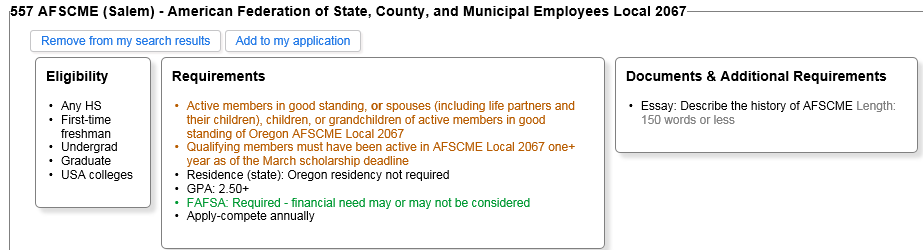 557 AFSCME (Salem) - American Federation of State, County, and Municipal Employees Local 2067
Remove from my search results
Add to my application
Eligibility
• Any HS
• First-time
freshman
• Undergrad
• Graduate
• USA colleges
Requirements
• Active members in good standing, or spouses (including life partners and
their children), children, or grandchildren of active members in good
standing of Oregon AFSCME Local 2067
• Qualifying members must have been active in AFSCME Local 2067 one+
year as of the March scholarship deadline
• Residence (state): Oregon residency not required
• GPA: 2.50+
• FAFSA: Required - financial need may or may not be considered
• Apply-compete annually
Documents & Additional Requirements
• Essay: Describe the history of AFSCME Length:
150 words or less